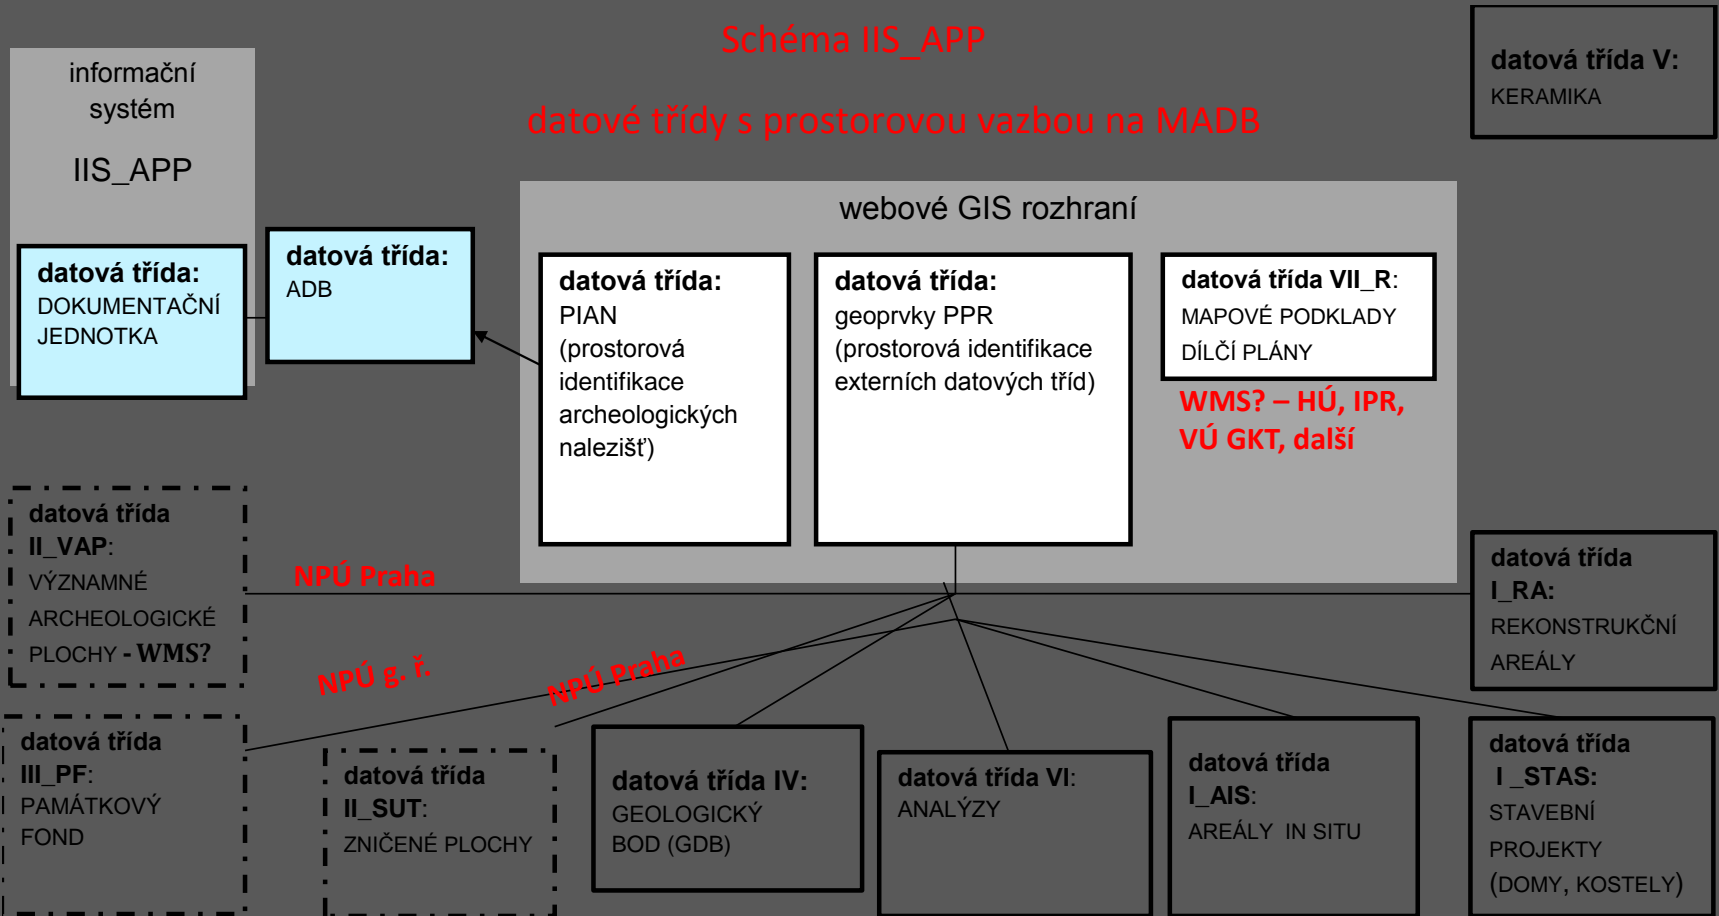 Schéma IIS_APP
datové třídy s prostorovou vazbou na MADB
informační
systém
IIS_APP
datová třída:
DOKUMENTAČNÍ
JEDNOTKA
datová třída:
ADB
webové GIS rozhraní
datová třída:
PIAN
(prostorová
identifikace
archeologických
nalezišť)
datová třída:
geoprvky PPR
(prostorová identifikace
externích datových tříd)
datová třída VII_R:
MAPOVÉ PODKLADY
DÍLČÍ PLÁNY
WMS? – HÚ, IPR,
VÚ GKT, další
datová třída V:
KERAMIKA
datová třída
II_VAP:
VÝZNAMNÉ
ARCHEOLOGICKÉ
PLOCHY - WMS?
NPÚ Praha
NPÚ g. ř.
NPÚ Praha
datová třída
I_RA:
REKONSTRUKČNÍ
AREÁLY
datová třída
III_PF:
PAMÁTKOVÝ
FOND
datová třída
II_SUT:
ZNIČENÉ PLOCHY
datová třída IV:
GEOLOGICKÝ
BOD (GDB)
datová třída VI:
ANALÝZY
datová třída
I_AIS:
AREÁLY IN SITU
datová třída
I _STAS:
STAVEBNÍ
PROJEKTY
(DOMY, KOSTELY)